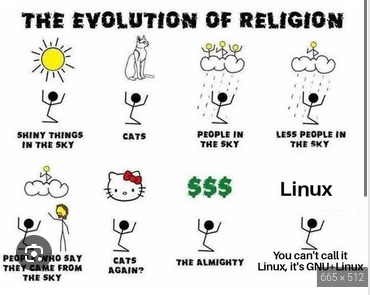 THE EVOLUTION OF RELIGION
SHINY THINGS
IN THE SKY
CATS
PEOPLE IN
THE SKY
LESS PEOPLE IN
THE SKY
$$$
Linux
PEOPLE WHO SAY
THEY CAME FROM
THE SKY
CATS
AGAIN?
THE ALMIGHTY
You can't call it
Linux, it's GNU+Linux
665 × 512